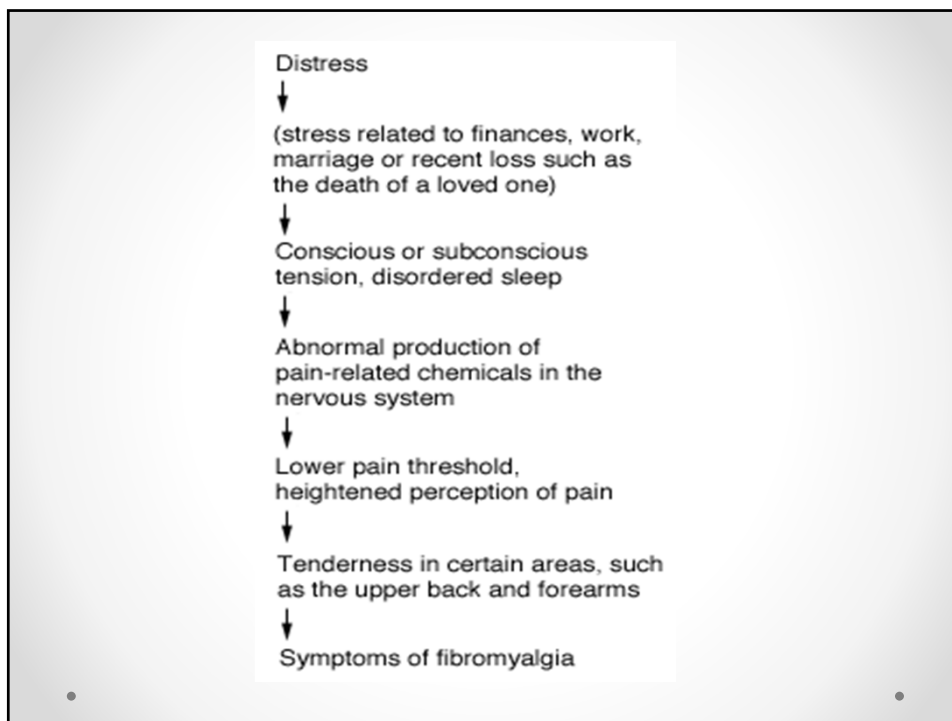 Distress
(stress related to finances, work,
marriage or recent loss such as
the death of a loved one)
Conscious or subconscious
tension, disordered sleep
Abnormal production of
pain-related chemicals in the
nervous system
Lower pain threshold,
heightened perception of pain
Tenderness in certain areas, such
as the upper back and forearms
Symptoms of fibromyalgia